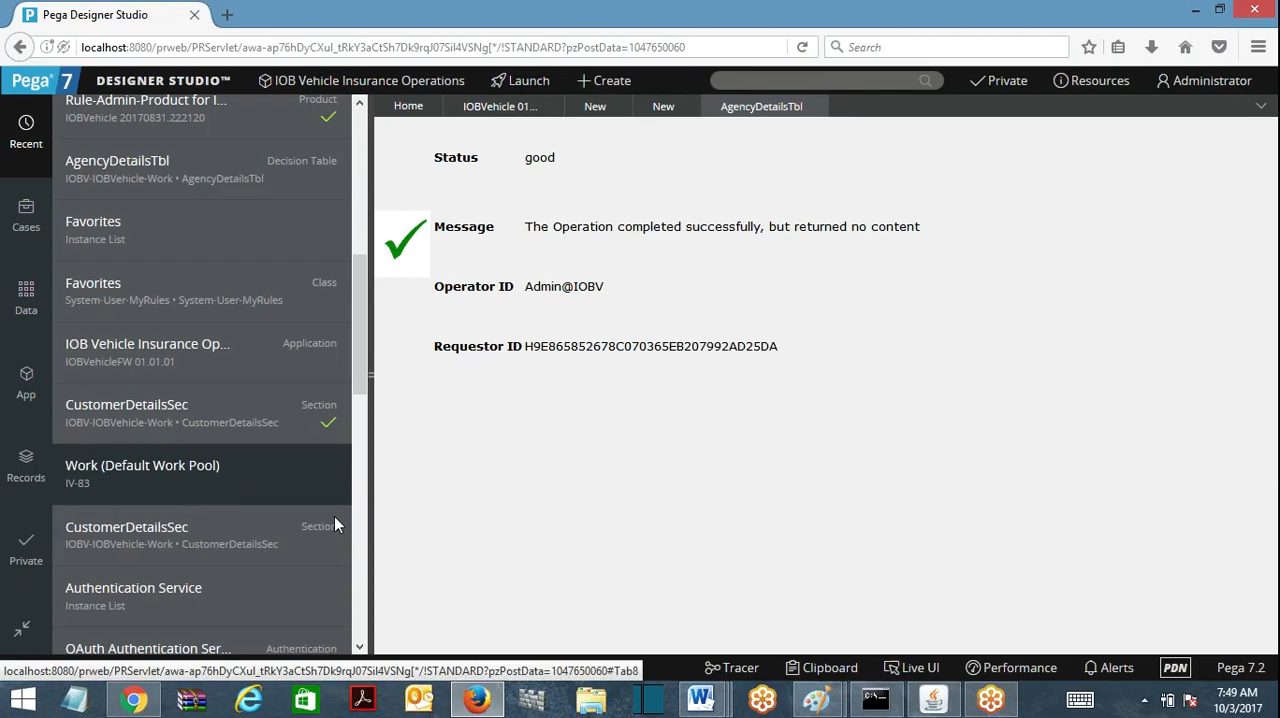 Pega Designer Studio
localhost:8080/prweb/PRServlet/awa-ap76hDyCXuI_tRkY3aCtSh7Dk9rqJ07Sil4VSNg[*/!STANDARD?pzPostData=1047650060
Search
Pega 7 DESIGNER STUDIO™ IOB Vehicle Insurance Operations Launch Create Private Resources Administrator
Home IOBVehicle 01... New New AgencyDetailsTbl
Recent
Cases
Data
App
Records
Private
Rule-Admin-Product for I... Product
IOBVehicle 20170831.222120
AgencyDetailsTbl Decision Table
IOBV-IOBVehicle-Work • AgencyDetailsTbl
Favorites
Instance List
Favorites Class
System-User-MyRules • System-User-MyRules
IOB Vehicle Insurance Op... Application
IOBVehicleFW 01.01.01
CustomerDetailsSec Section
IOBV-IOBVehicle-Work • CustomerDetailsSec
Work (Default Work Pool)
IV-83
CustomerDetailsSec Section
IOBV-IOBVehicle-Work • CustomerDetailsSec
Authentication Service
Instance List
OAuth Authentication Ser... Authentication
Status good
Message The Operation completed successfully, but returned no content
Operator ID Admin@IOBV
Requestor ID H9E865852678C070365EB207992AD25DA
localhost:8080/prweb/PRServlet/awa-ap76hDyCXuI_tRkY3aCtSh7Dk9rqJ07Sil4VSNg[*/!STANDARD?pzPostData=1047650060#Tab8
Tracer Clipboard Live UI Performance Alerts PDN Pega 7.2
7:49 AM
10/3/2017